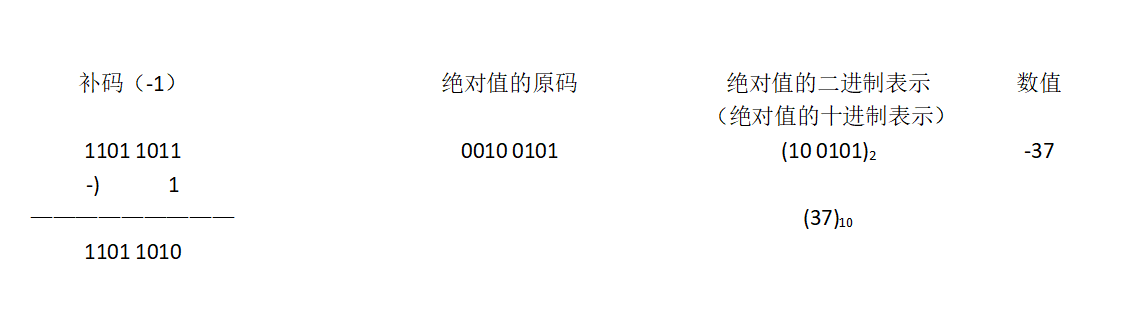 补码（-1） 绝对值的原码 绝对值的二进制表示 数值
（绝对值的十进制表示）
1101 1011 0010 0101 (10 0101)₂ -37
-) 1
—————————
(37)₁₀
1101 1010